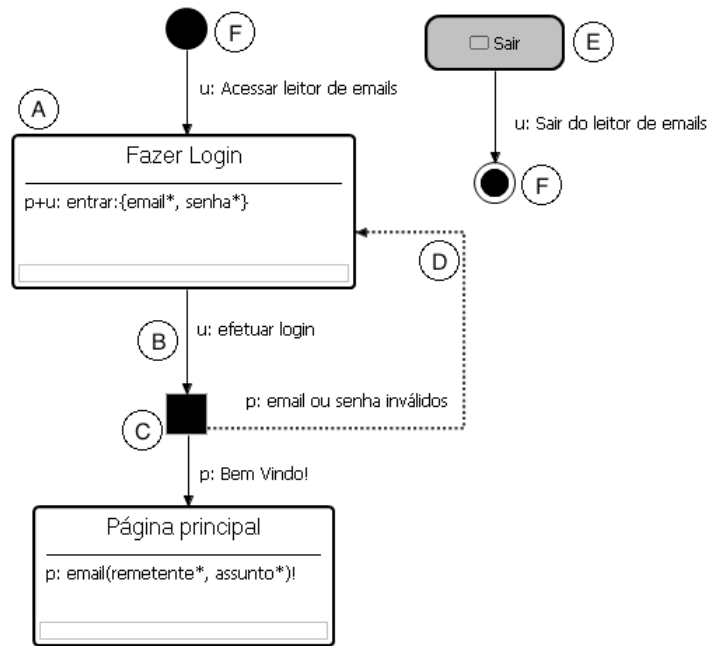 F
Sair
E
u: Acessar leitor de emails
A
u: Sair do leitor de emails
Fazer Login
F
p+u: entrar:{email*, senha*}
D
B
u: efetuar login
p: email ou senha inválidos
C
p: Bem Vindo!
Página principal
p: email(remetente*, assunto*)!